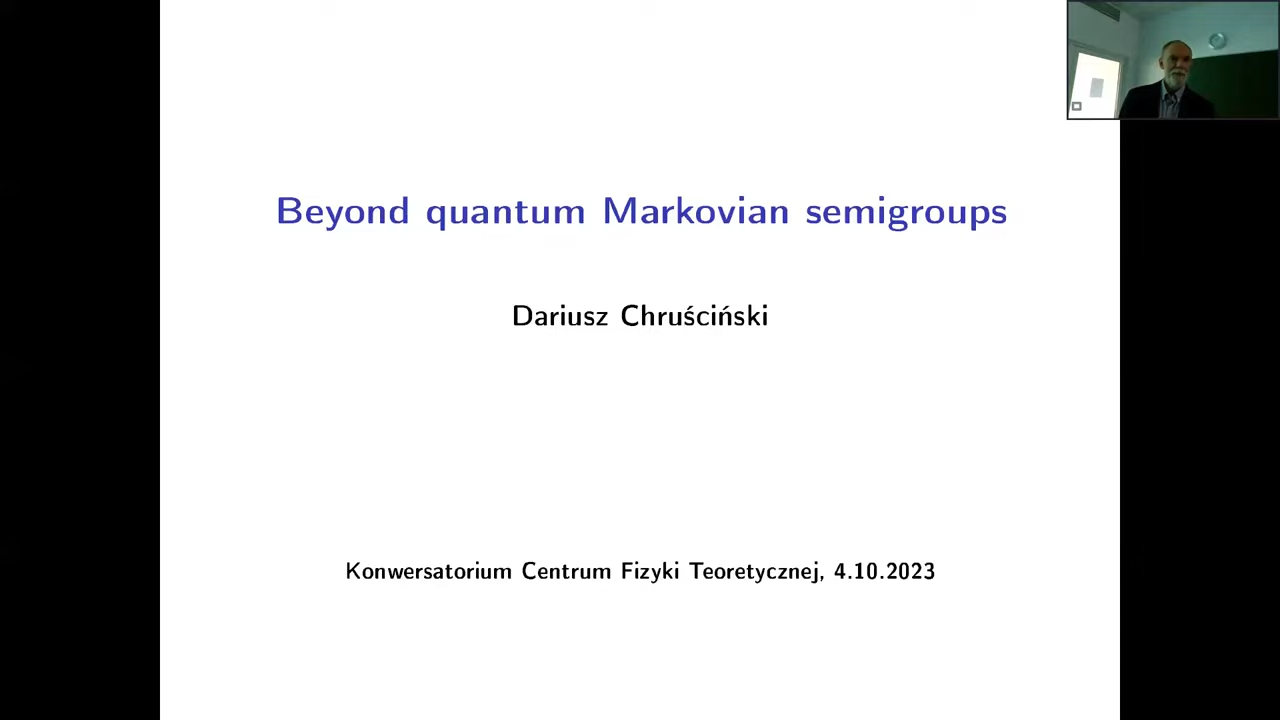 Beyond quantum Markovian semigroups
Dariusz Chruściński
Konwersatorium Centrum Fizyki Teoretycznej, 4.10.2023